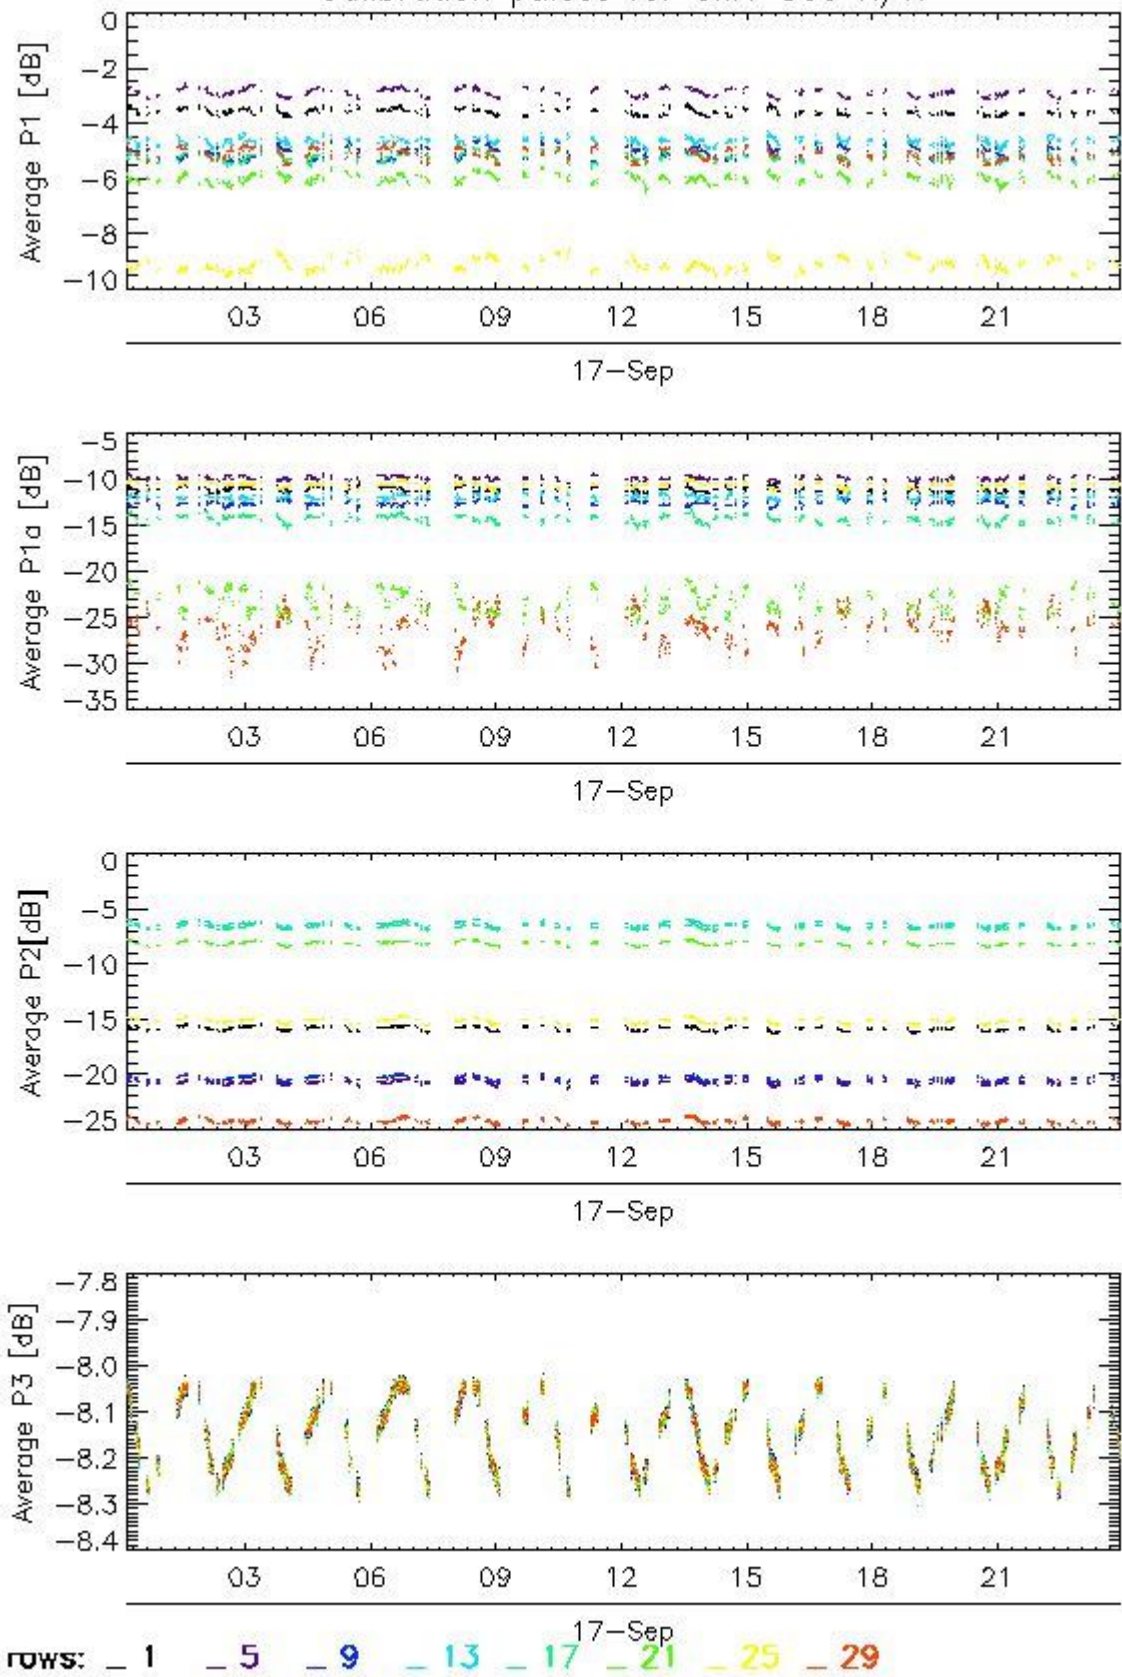 Average P1 [dB]
0
-2
-4
-6
-8
-10
03 06 09 12 15 18 21
17-Sep
Average P1a [dB]
-5
-10
-15
-20
-25
-30
-35
03 06 09 12 15 18 21
17-Sep
Average P2[dB]
0
-5
-10
-15
-20
-25
03 06 09 12 15 18 21
17-Sep
Average P3 [dB]
-7.8
-7.9
-8.0
-8.1
-8.2
-8.3
-8.4
03 06 09 12 15 18 21
17-Sep
rows: _ 1 _ 5 _ 9 _ 13 _ 17 _ 21 _ 25 _ 29